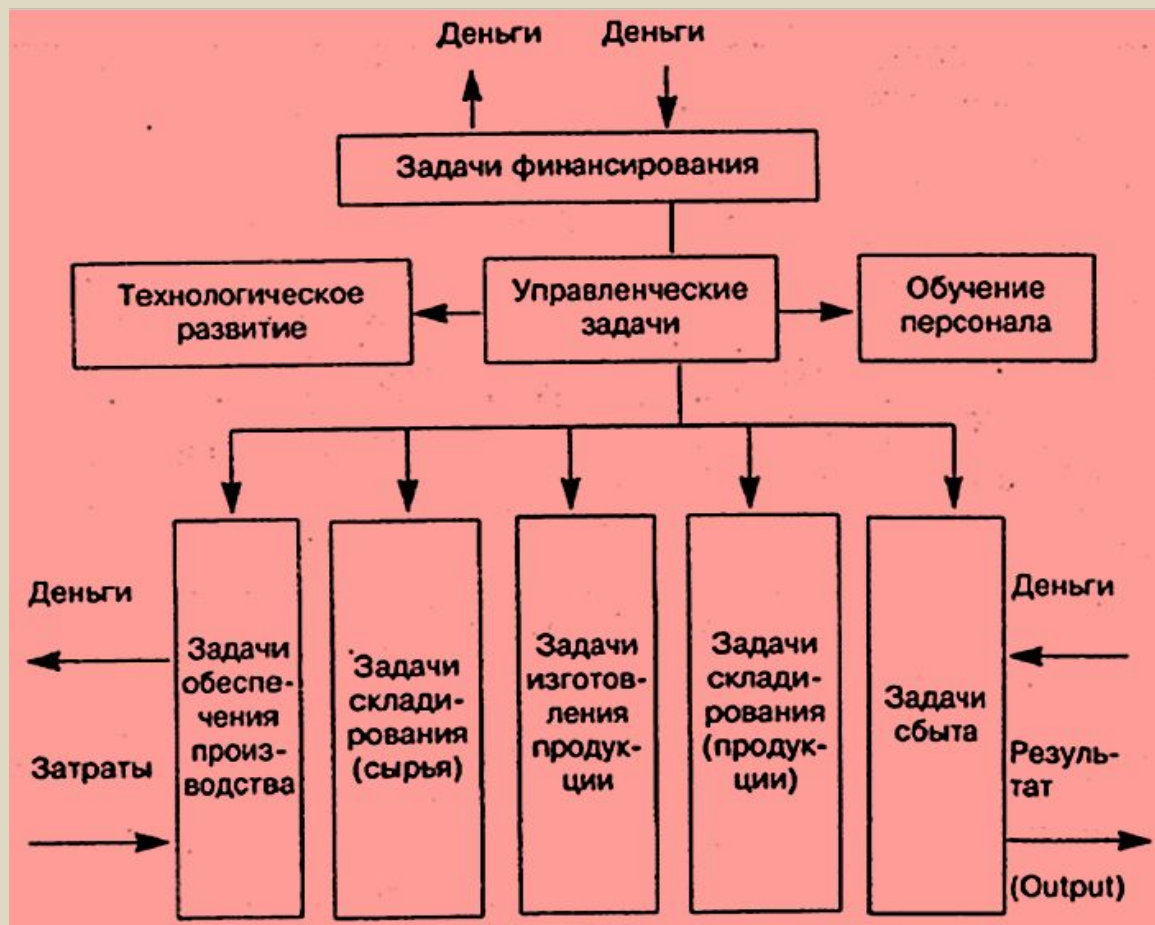 Деньги
Деньги
Задачи финансирования
Технологическое
развитие
Управленческие
задачи
Обучение
персонала
Деньги
Затраты
Задачи
обеспе-
чения
произ-
водства
Задачи
склади-
рования
(сырья)
Задачи
изготов-
ления
продук-
ции
Задачи
склади-
рования
(продук-
ции)
Задачи
сбыта
Деньги
Резуль-
тат
(Output)